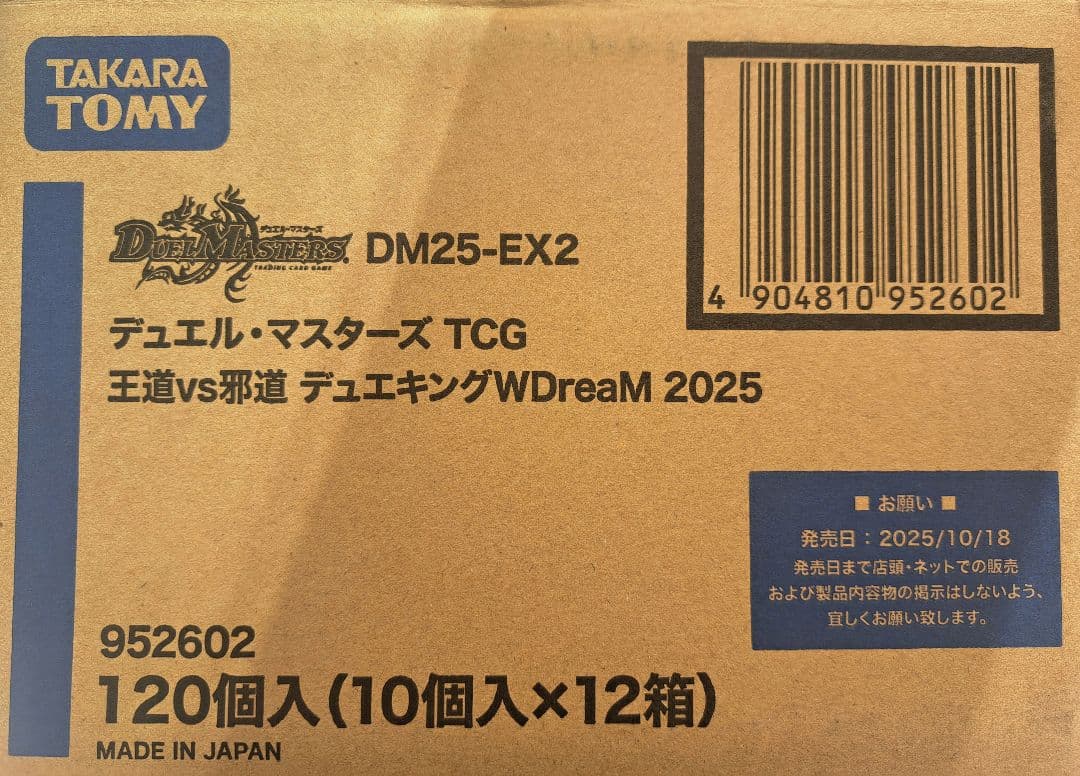 TAKARA
TOMY
デュエル・マスターズ
DUEL MASTERS
TRADING CARD GAME
DM25-EX2
デュエル・マスターズ TCG
王道vs邪道 デュエキングWDreaM 2025
4 904810 952602
■ お願い ■
発売日：2025/10/18
発売日まで店頭・ネットでの販売
および製品内容物の掲示はしないよう、
宜しくお願い致します。
952602
120個入(10個入×12箱)
MADE IN JAPAN